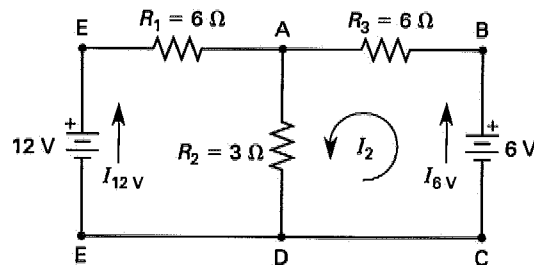 E
R₁ = 6 Ω
A
R₃ = 6 Ω
B
+
12 V
I₁₂ V
R₂ = 3 Ω
I₂
I₆ V
+
6 V
E
D
C